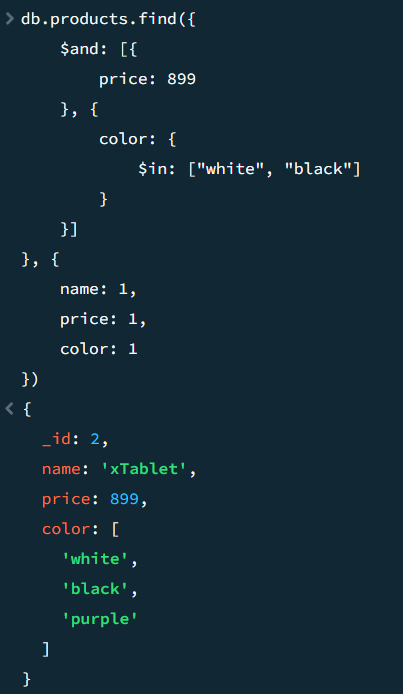 db.products.find({
$and: [{
price: 899
}, {
color: {
$in: ["white", "black"]
}
}]
}, {
name: 1,
price: 1,
color: 1
})
{
_id: 2,
name: 'xTablet',
price: 899,
color: [
'white',
'black',
'purple'
]
}